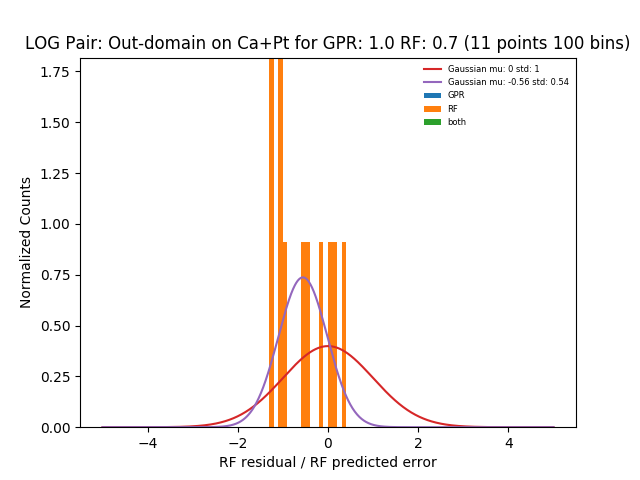 LOG Pair: Out-domain on Ca+Pt for GPR: 1.0 RF: 0.7 (11 points 100 bins)
Gaussian mu: 0 std: 1
Gaussian mu: -0.56 std: 0.54
GPR
RF
both
Normalized Counts
1.75
1.50
1.25
1.00
0.75
0.50
0.25
0.00
−4
−2
0
2
4
RF residual / RF predicted error